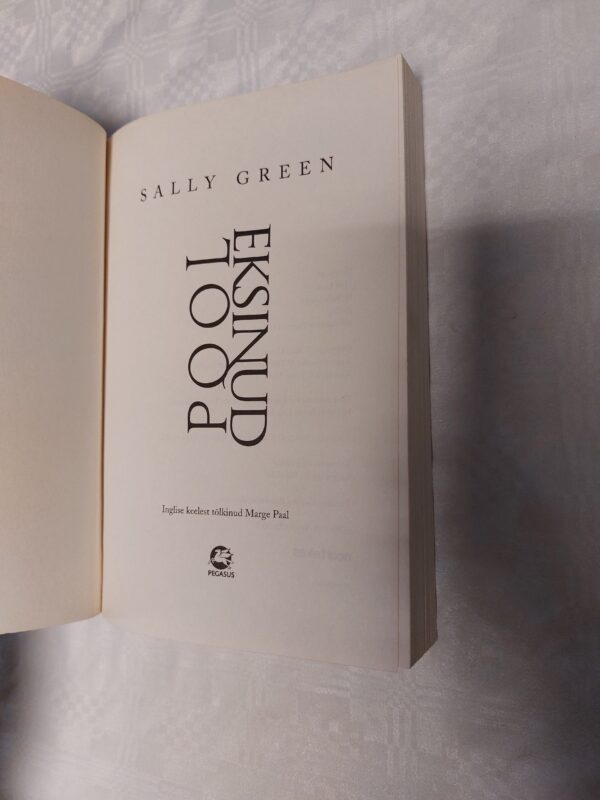 SALLY GREEN
POOL
EKSINUD
Inglise keelest tõlkinud Marge Paal
PEGASUS